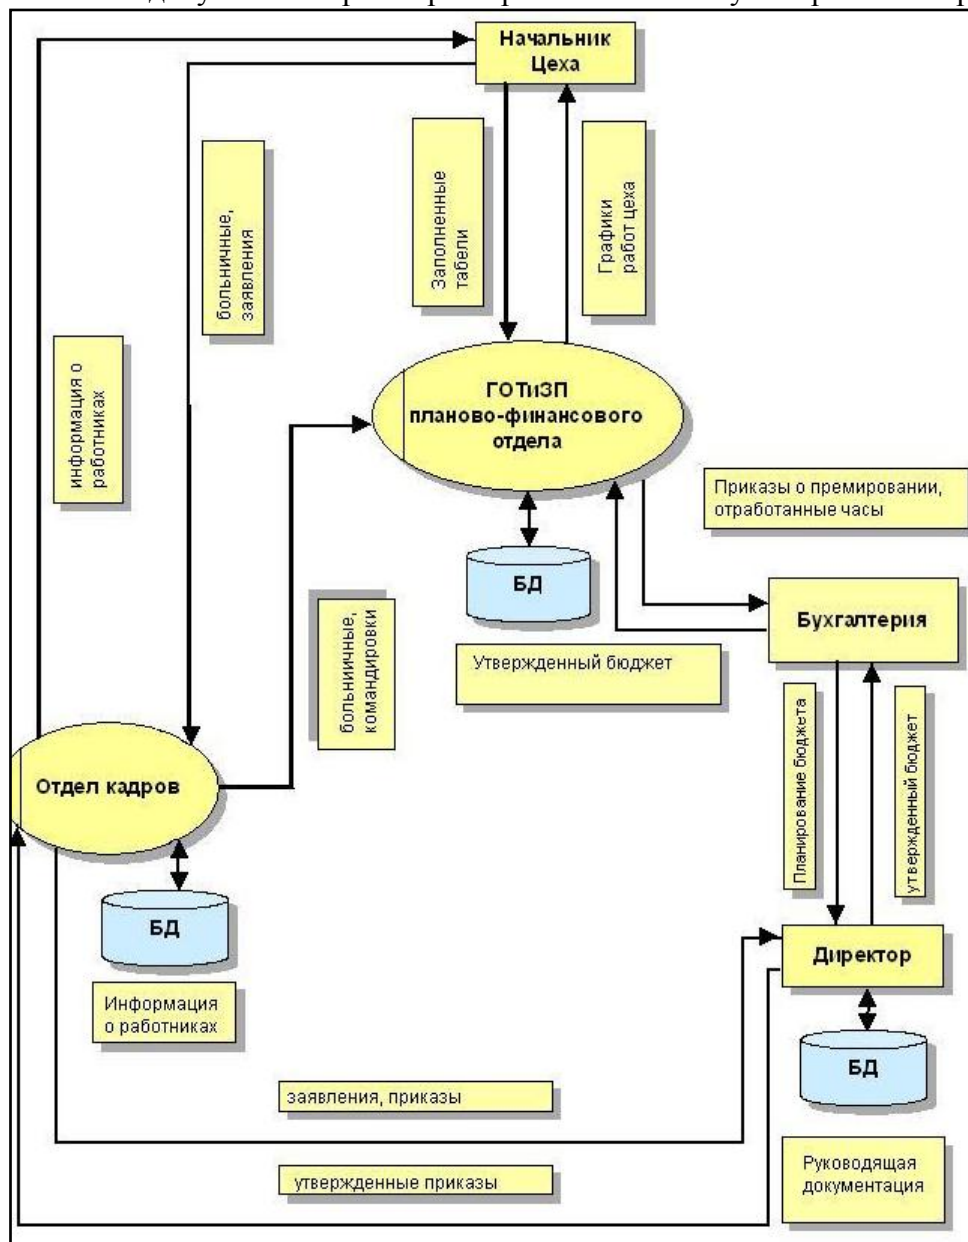 Начальник
Цеха
больничные,
заявления
Заполненные
табели
Графики
работ цеха
информация о
работниках
ГОТиЗП
планово-финансового
отдела
Приказы о премировании,
отработанные часы
БД
Бухгалтерия
больниичные,
командировки
Утвержденный бюджет
Планирование бюджета
утвержденный бюджет
Отдел кадров
БД
Директор
Информация
о работниках
БД
заявления, приказы
утвержденные приказы
Руководящая
документация